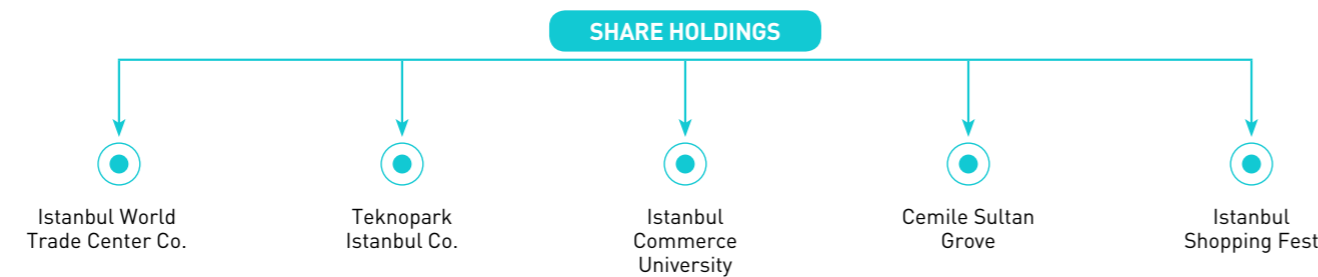 SHARE HOLDINGS
Istanbul World
Trade Center Co.
Teknopark
Istanbul Co.
Istanbul
Commerce
University
Cemile Sultan
Grove
Istanbul
Shopping Fest